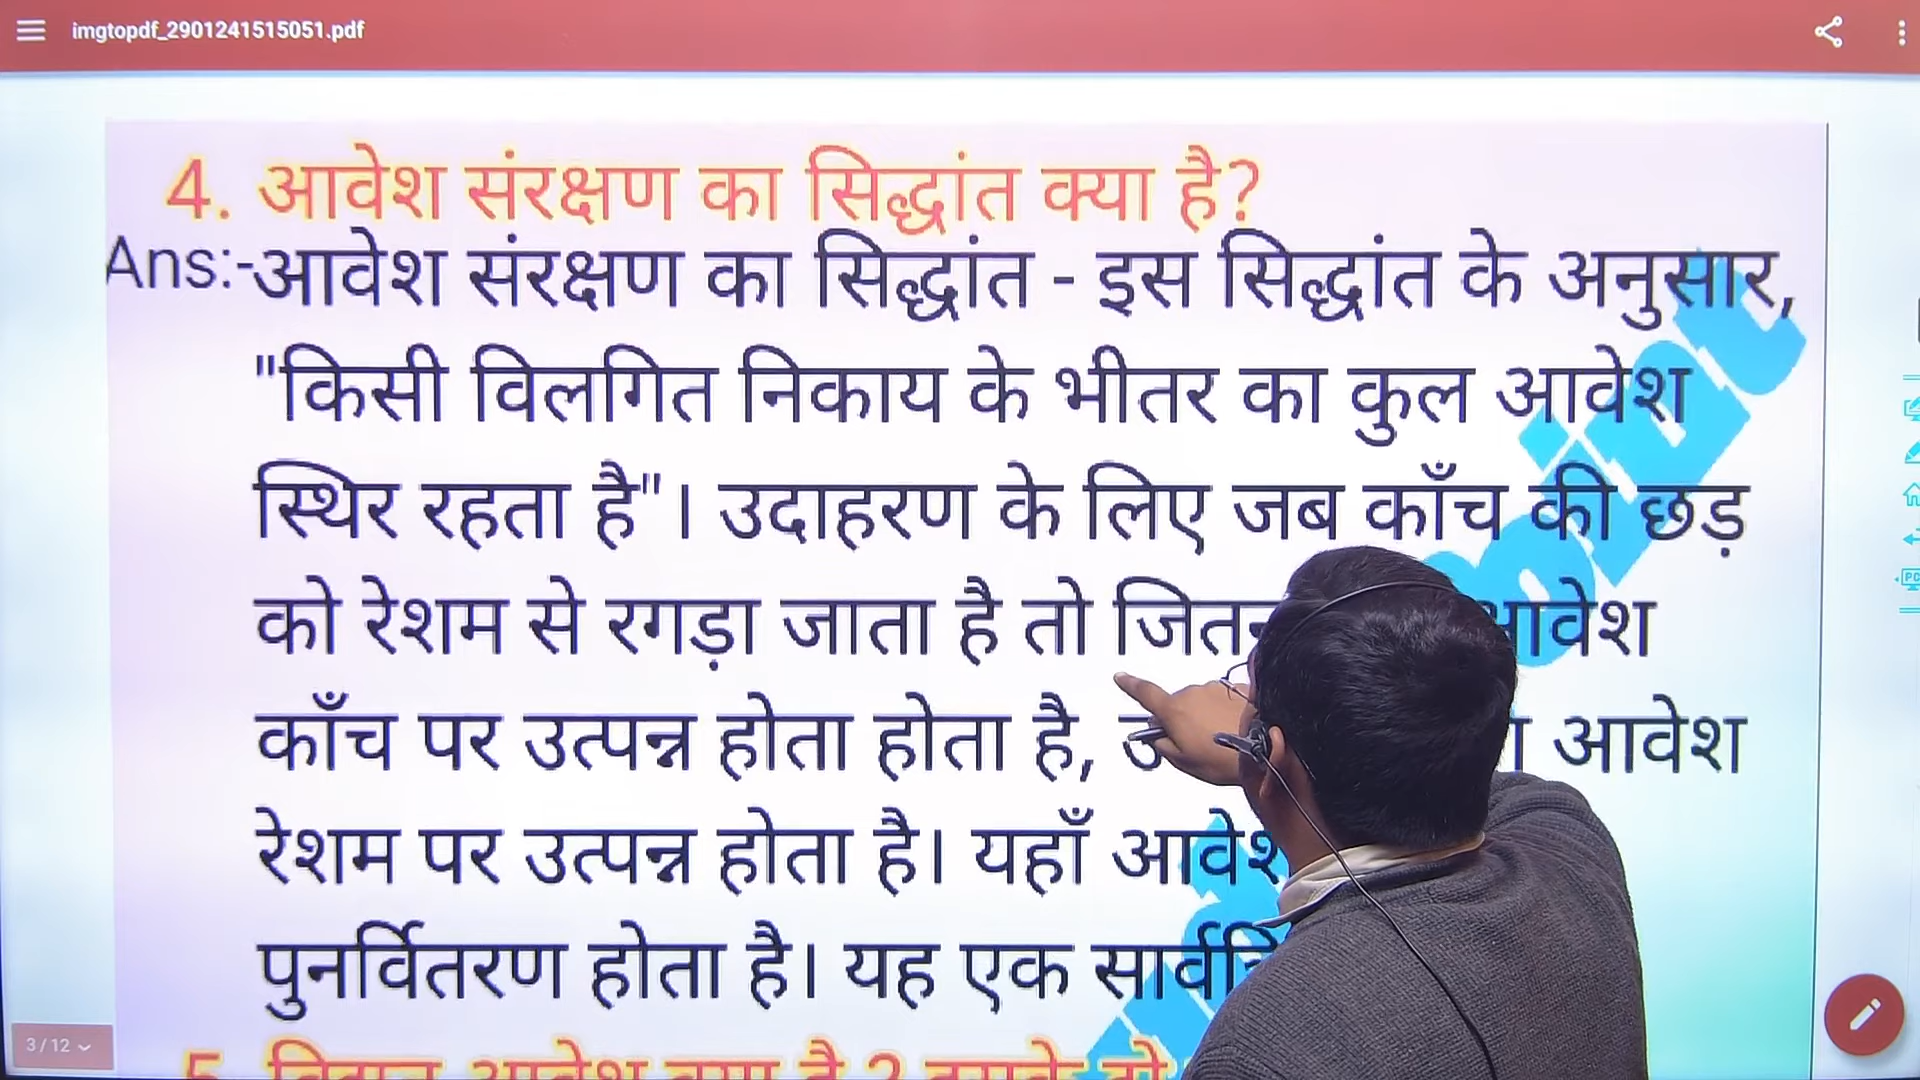 imgtopdf_2901241515051.pdf
4. आवेश संरक्षण का सिद्धांत क्या है?
Ans:-आवेश संरक्षण का सिद्धांत - इस सिद्धांत के अनुसार,
"किसी विलगित निकाय के भीतर का कुल आवेश
स्थिर रहता है"। उदाहरण के लिए जब काँच की छड़
को रेशम से रगड़ा जाता है तो आवेश
काँच पर उत्पन्न होता होता है, आवेश
रेशम पर उत्पन्न होता है। यहाँ
पुनर्वितरण होता है। यह एक
3 / 12